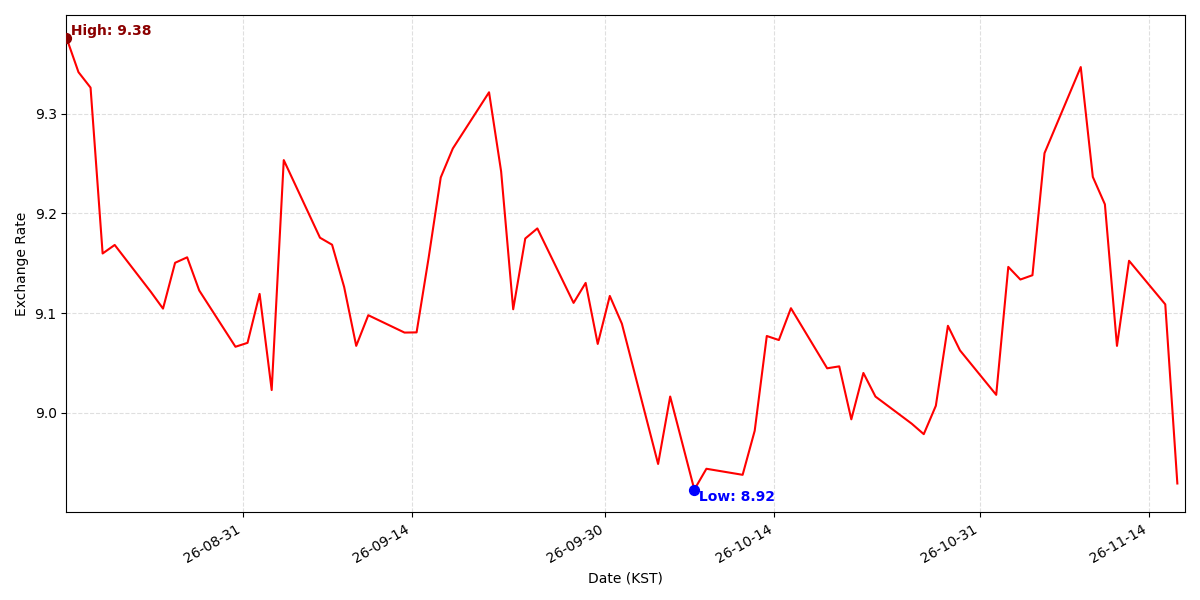 High: 9.38
9.3
9.2
9.1
9.0
Exchange Rate
Low: 8.92
26-08-31
26-09-14
26-09-30
26-10-14
26-10-31
26-11-14
Date (KST)